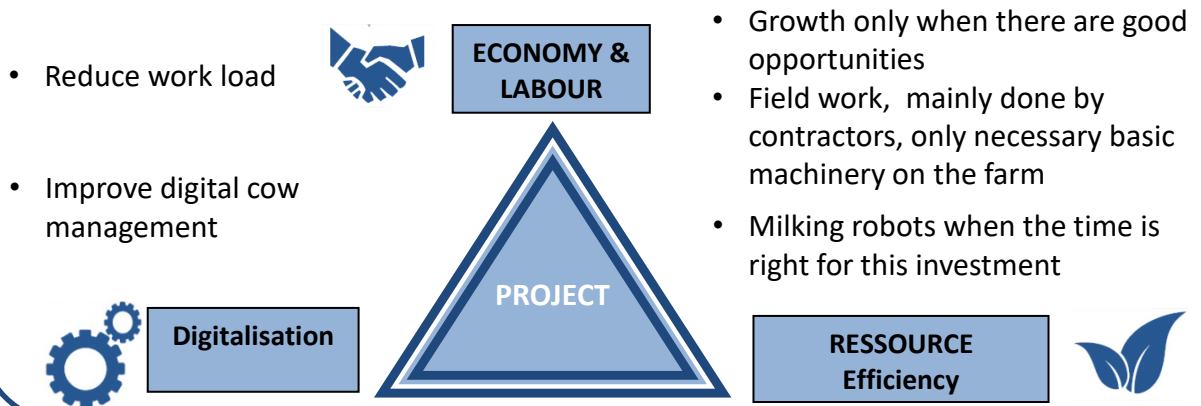 • Reduce work load
• Improve digital cow
management
ECONOMY &
LABOUR
• Growth only when there are good
opportunities
• Field work, mainly done by
contractors, only necessary basic
machinery on the farm
• Milking robots when the time is
right for this investment
PROJECT
Digitalisation
RESSOURCE
Efficiency